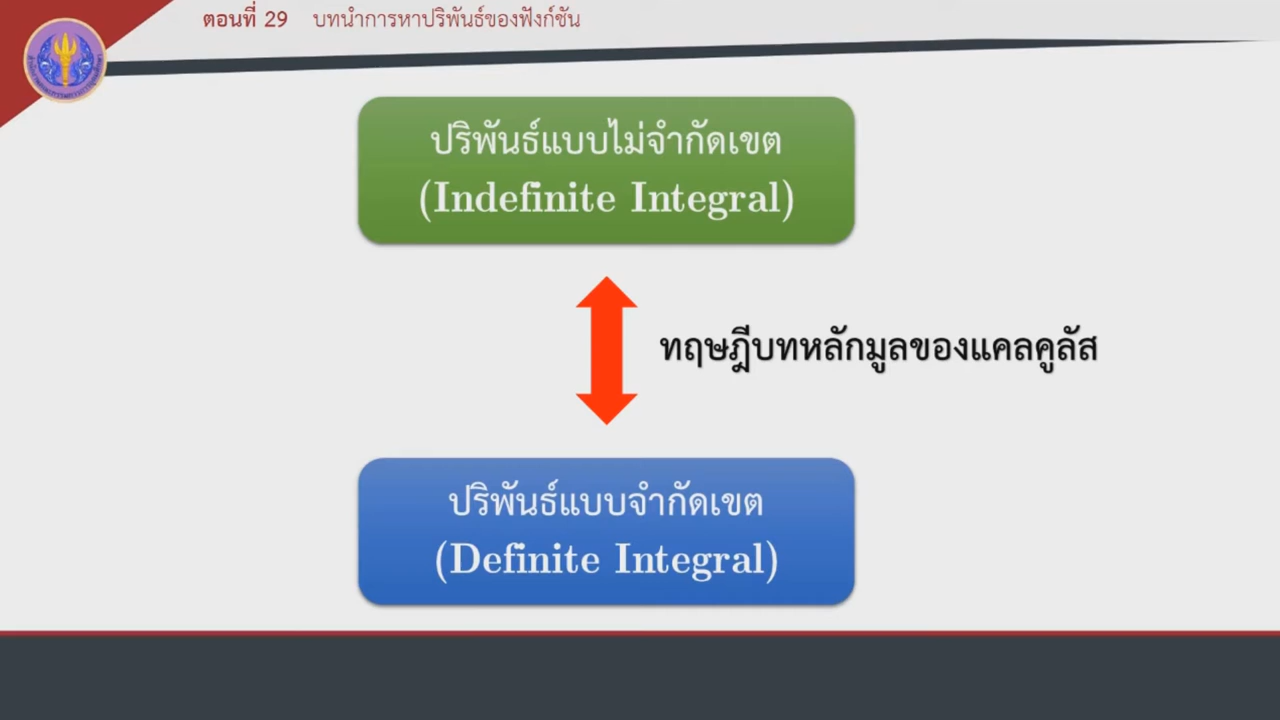 ตอนที่ 29 บทนำการหาปริพันธ์ของฟังก์ชัน
ปริพันธ์แบบไม่จำกัดเขต
(Indefinite Integral)
ทฤษฎีบทหลักมูลของแคลคูลัส
ปริพันธ์แบบจำกัดเขต
(Definite Integral)